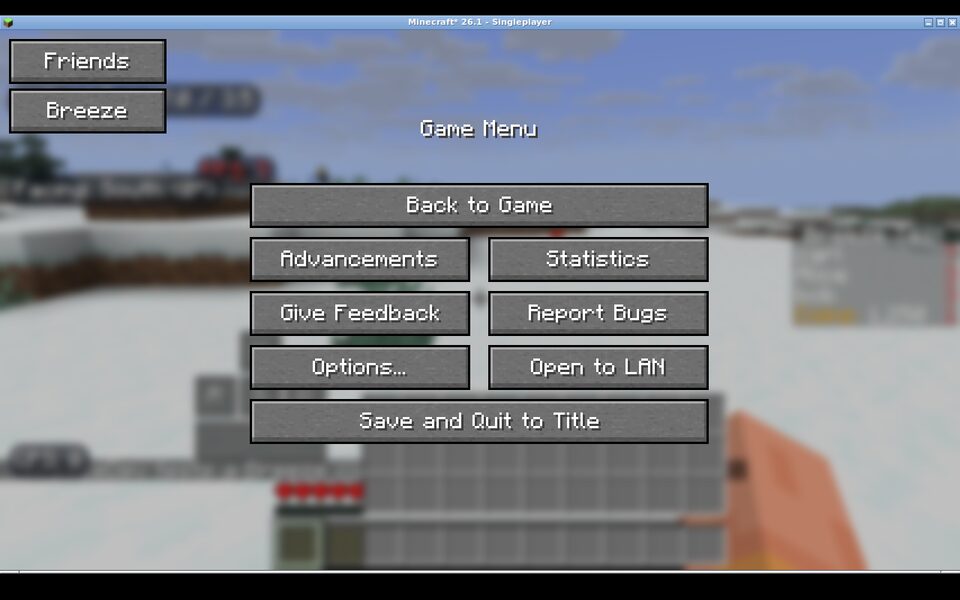 Minecraft* 26.1 - Singleplayer
Friends
Breeze
Game Menu
Back to Game
Advancements
Statistics
Give Feedback
Report Bugs
Options...
Open to LAN
Save and Quit to Title